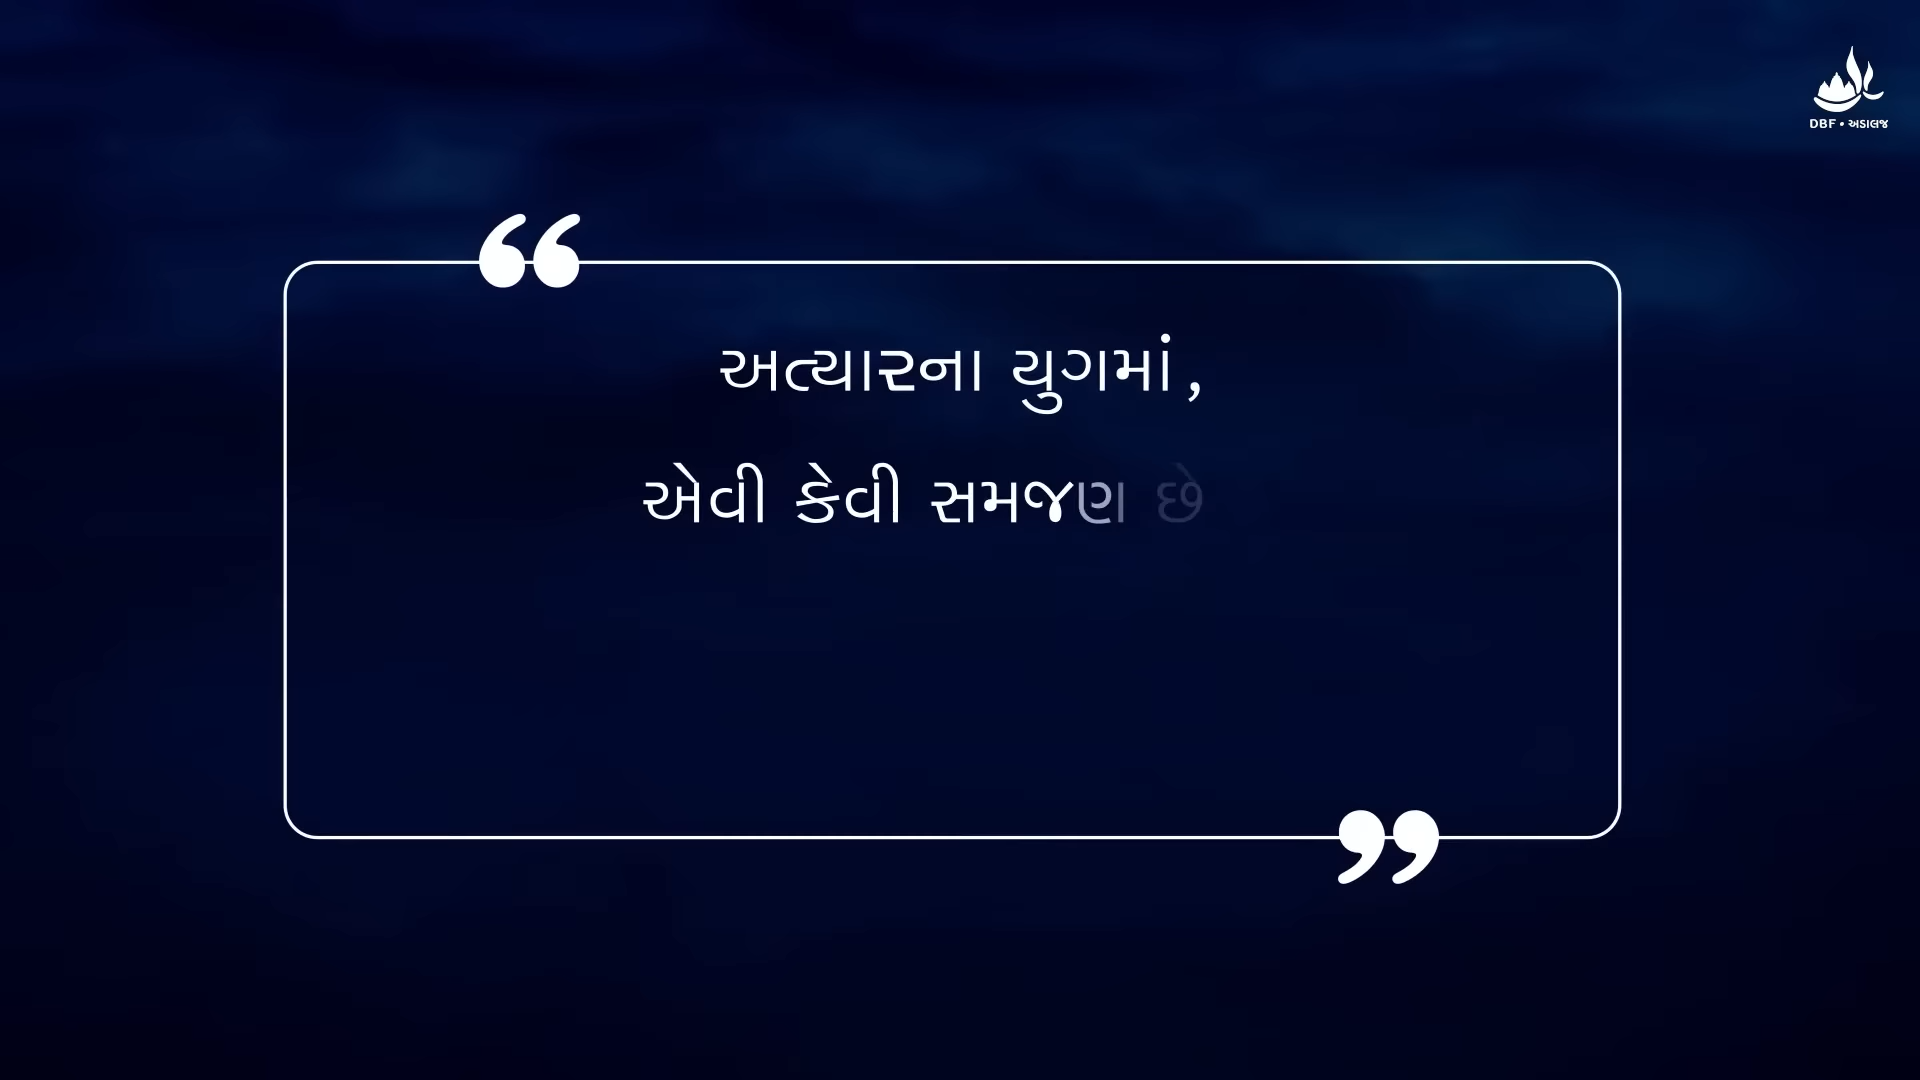 DBF • અડાલજ
અત્યારના યુગમાં,
એવી કેવી સમજણ છે